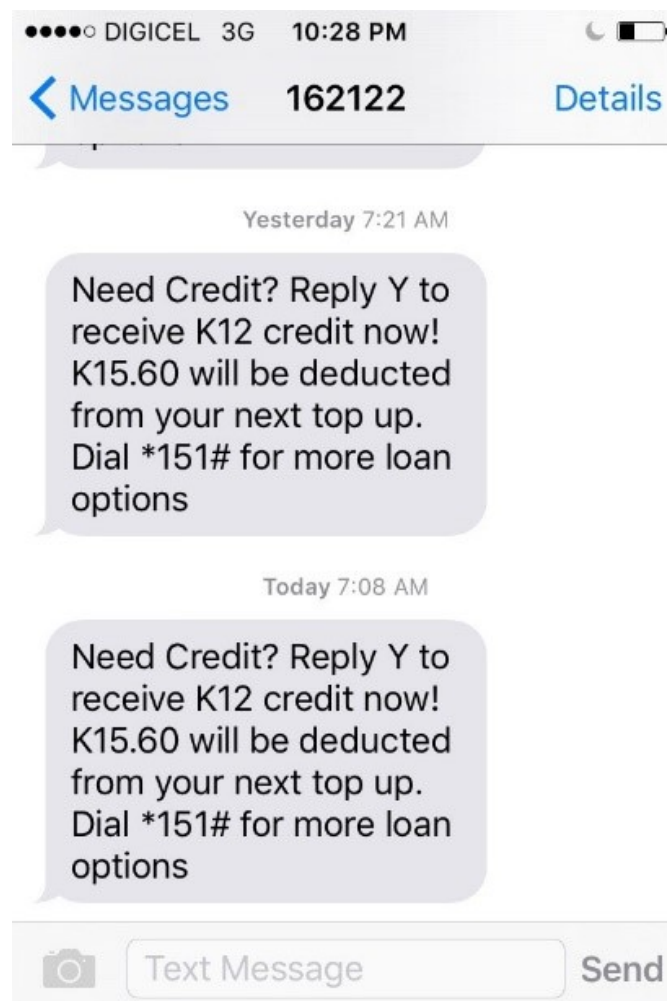 DIGICEL 3G 10:28 PM
Messages 162122 Details
Yesterday 7:21 AM
Need Credit? Reply Y to
receive K12 credit now!
K15.60 will be deducted
from your next top up.
Dial *151# for more loan
options
Today 7:08 AM
Need Credit? Reply Y to
receive K12 credit now!
K15.60 will be deducted
from your next top up.
Dial *151# for more loan
options
Text Message Send